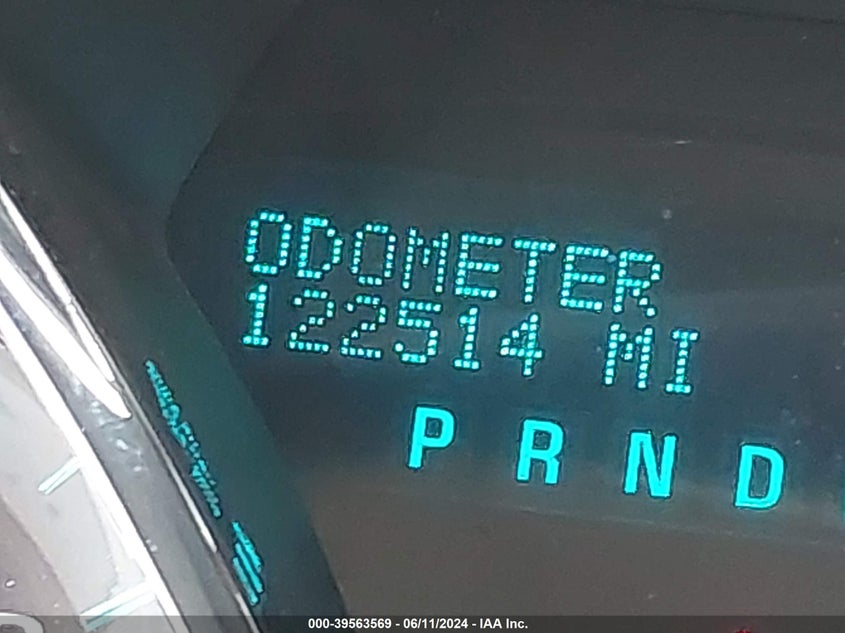 ODOMETER
122514 MI
P R N D
000-39563569 - 06/11/2024 - IAA Inc.